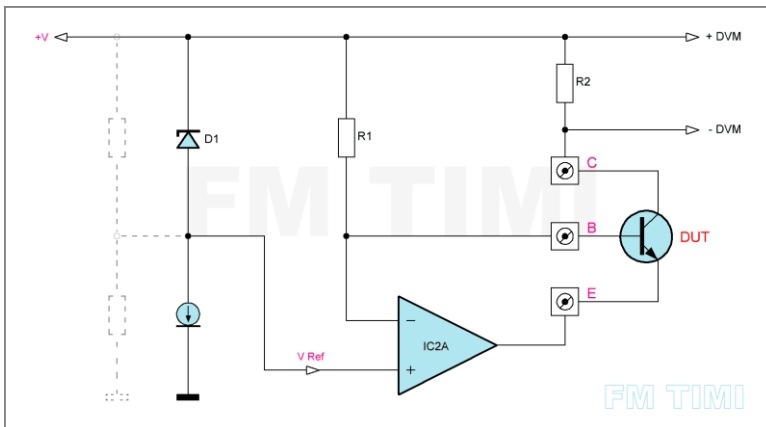 +V
+ DVM
R2
D1
R1
- DVM
C
FM TIMI
B
DUT
E
−
IC2A
V Ref
+
FM TIMI